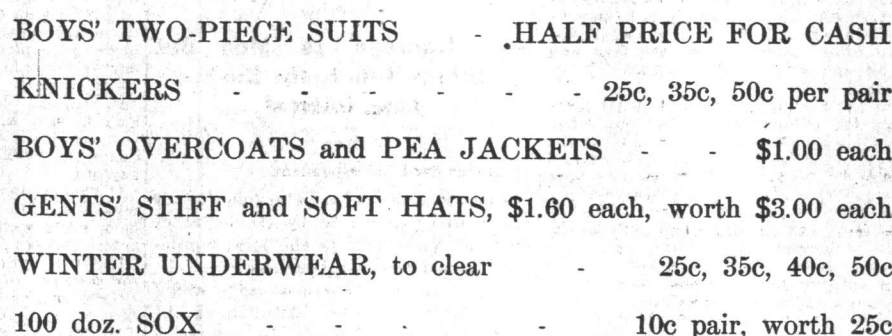 BOYS' TWO-PIECE SUITS - HALF PRICE FOR CASH
KNICKERS - - - - - - 25c, 35c, 50c per pair
BOYS' OVERCOATS and PEA JACKETS - - $1.00 each
GENTS' STIFF and SOFT HATS, $1.60 each, worth $3.00 each
WINTER UNDERWEAR, to clear - 25c, 35c, 40c, 50c
100 doz. SOX - - - - - 10c pair, worth 25c